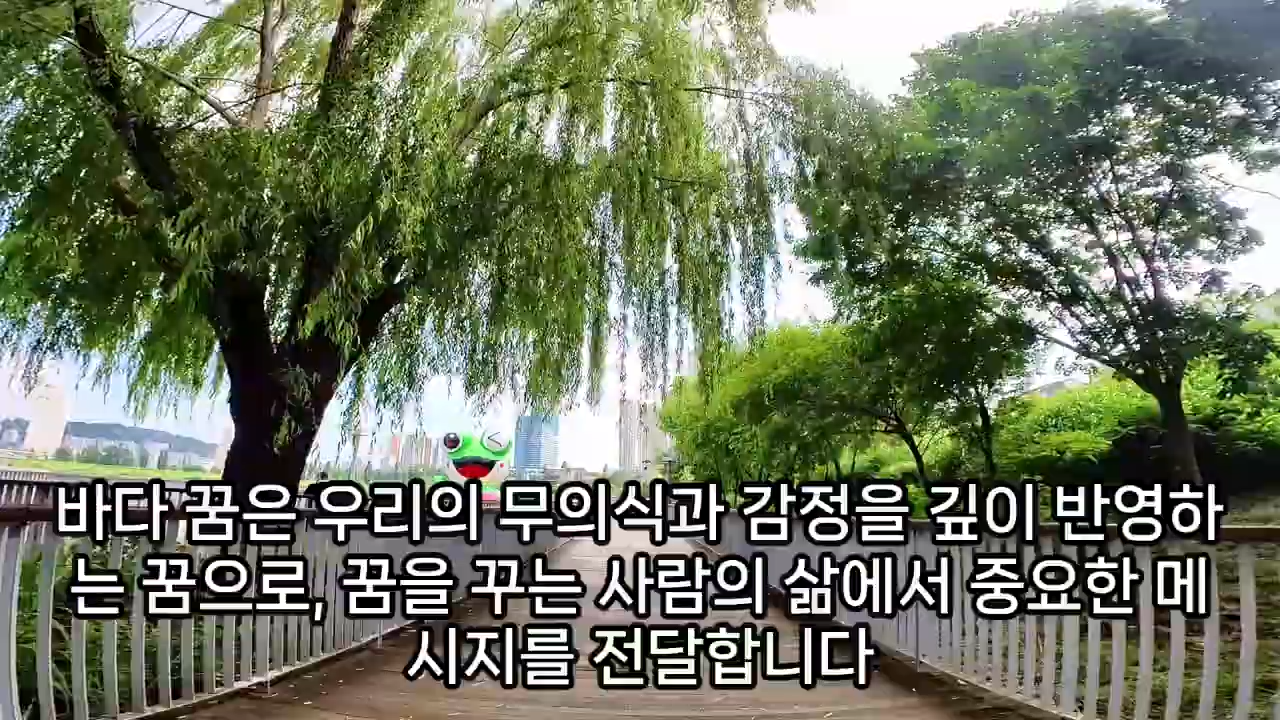 바다 꿈은 우리의 무의식과 감정을 깊이 반영하
는 꿈으로, 꿈을 꾸는 사람의 삶에서 중요한 메
시지를 전달합니다